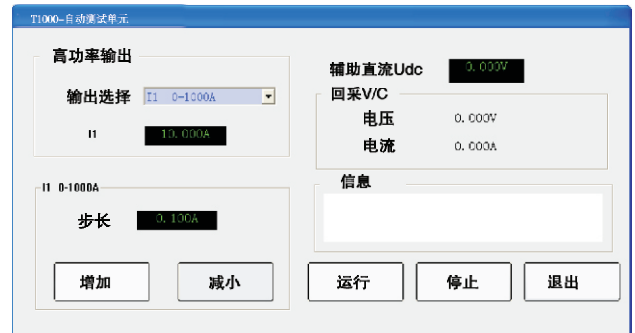 T1000-自动测试单元
高功率输出
输出选择 I1 0-1000A
I1 10.000A
辅助直流Udc 0.000V
回采V/C
电压 0.000V
电流 0.000A
I1 0-1000A
步长 0.100A
增加 减小
信息
运行 停止 退出